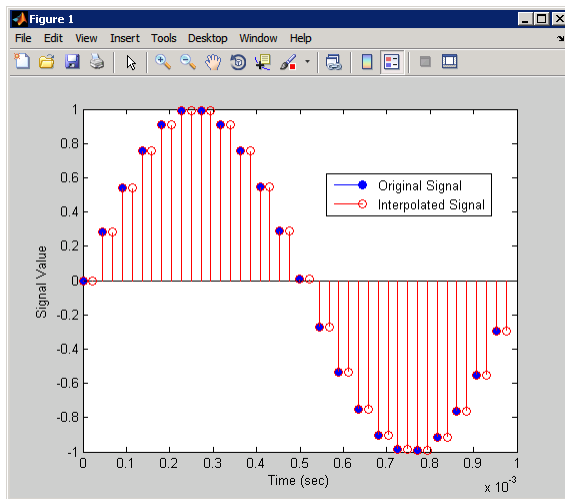 Figure 1
File Edit View Insert Tools Desktop Window Help
1
0.8
0.6
0.4
0.2
0
-0.2
-0.4
-0.6
-0.8
-1
Signal Value
Original Signal
Interpolated Signal
0 0.1 0.2 0.3 0.4 0.5 0.6 0.7 0.8 0.9 1
Time (sec)
x 10⁻³